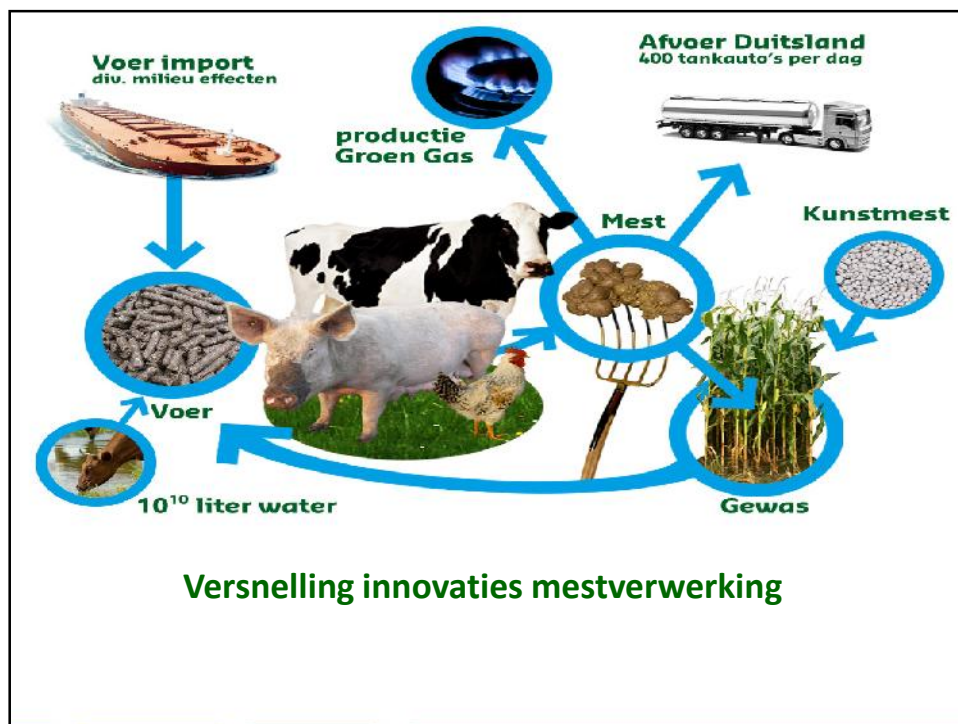 Voer import
div. milieu effecten
Afvoer Duitsland
400 tankauto's per dag
productie
Groen Gas
Mest
Kunstmest
Voer
10¹⁰ liter water
Gewas
Versnelling innovaties mestverwerking